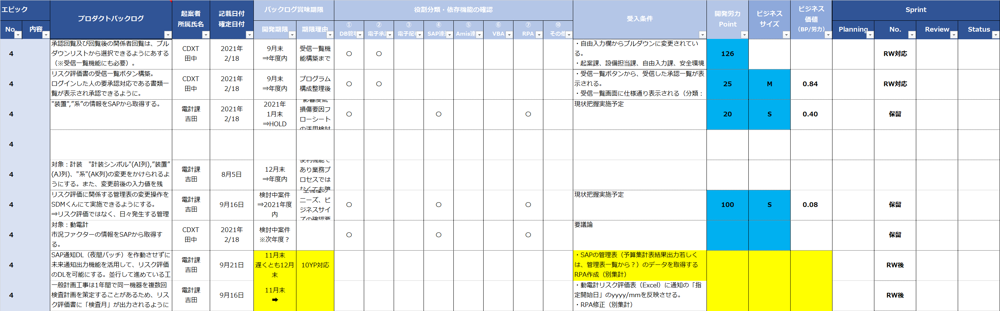 エピック
プロダクトバックログ
起案者
所属氏名
記載日付
確定日付
バックログ賞味期限
役割分類・依存機能の確認
受入条件
開発労力
Point
ビジネス
サイズ
ビジネス
価値
（BP/労力）
Sprint
No.
内容
開発期限
期限理由
①
DB管理
②
電子承認
③
電子配
④
SAP連
⑤
Amis連
⑥
VBA
⑦
RPA
㊿
その他
Planning
No.
Review
Status
4
承認回覧及び回覧後の関係者回覧は、プル
ダウンリストから選択できるようにあする
（※受信一覧機能にも必要）。
CDXT
田中
2021年
2/18
9月末
⇒年度内
受信一覧機
能構築まで
○
○
・自由入力欄からプルダウンに変更されてい
る。
・起案課、設備担当課、自由入力課、安全環境
126
RW対応
4
リスク評価書の受信一覧ボタン構築。
ログインした人の要承認対応である書類一
覧が表示され承認できるように。
CDXT
田中
2021年
2/18
9月末
⇒年度内
プログラム
構成整理後
○
○
・受信一覧ボタンから、受信した承認一覧が表
示される。
・受信一覧画面に仕様通り表示される（分類：
25
M
0.84
RW対応
4
"装置",”系”の情報をSAPから取得する。
電計課
吉田
2021年
2/18
2021年
1月末
⇒HOLD
影響度低
損傷要因フ
ローシート
の活用検討
○
○
○
現状把握実施予定
20
S
0.40
保留
4
4
対象：計装　"計装シンボル"(AI列),”装置”
(AJ列)、"系"(AK列)の変更をかけられるよ
うにする。また、変更前後の入力値を残
電計課
吉田
8月5日
12月末
⇒年度内
便利機能で
あり業務プ
ロセスでは
なくても障
4
リスク評価に関係する管理表の変更操作を
SDMくんにて実施できるようにする。
⇒リスク評価ではなく、日々発生する管理
電計課
吉田
9月16日
検討中案件
⇒2021年度
内
ニーズ、ビ
ジネスサイ
ズの確認要
○
○
○
現状把握実施予定
100
S
0.08
保留
4
対象：動電計
市況ファクターの情報をSAPから取得す
る。
CDXT
田中
2021年
2/18
検討中案件
※次年度？
○
○
○
要議論
保留
4
SAP通知DL（夜間バッチ）を作動させずに
未来通知出力機能を活用して、リスク評価
のDLを可能にする。並行して進めている工
電計課
吉田
9月21日
11月末
遅くとも12月
末
10YP対応
・SAPの管理表（予算集計表結果出力若しく
は、管理表一覧から？）のデータを取得する
RPA作成（別集計）
RW後
4
一般計画工事は1年間で同一機器を複数回
検査計画を策定することがあるため、リス
ク評価書に「検査月」が出力されるように
電計課
吉田
9月16日
11月末
➡
・動電計リスク評価表（Excel）に通知の「指
定開始日」のyyyy/mmを反映させる。
・RPA修正（別集計）
RW後